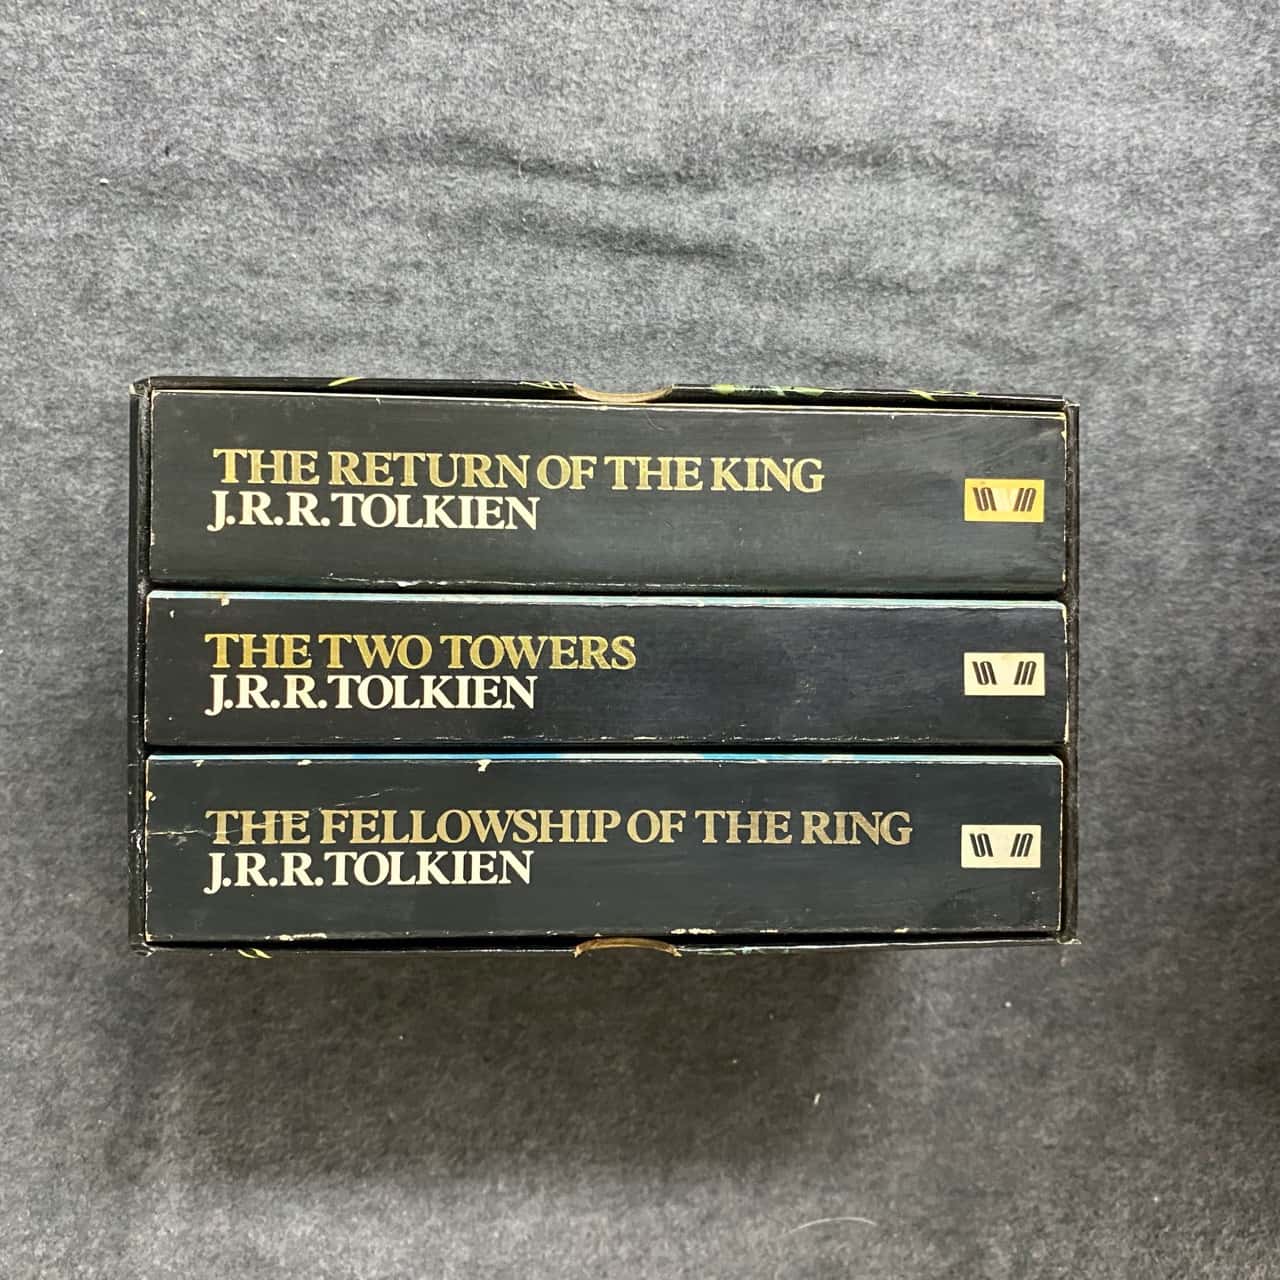 THE RETURN OF THE KING
J.R.R. TOLKIEN
THE TWO TOWERS
J.R.R. TOLKIEN
THE FELLOWSHIP OF THE RING
J.R.R. TOLKIEN